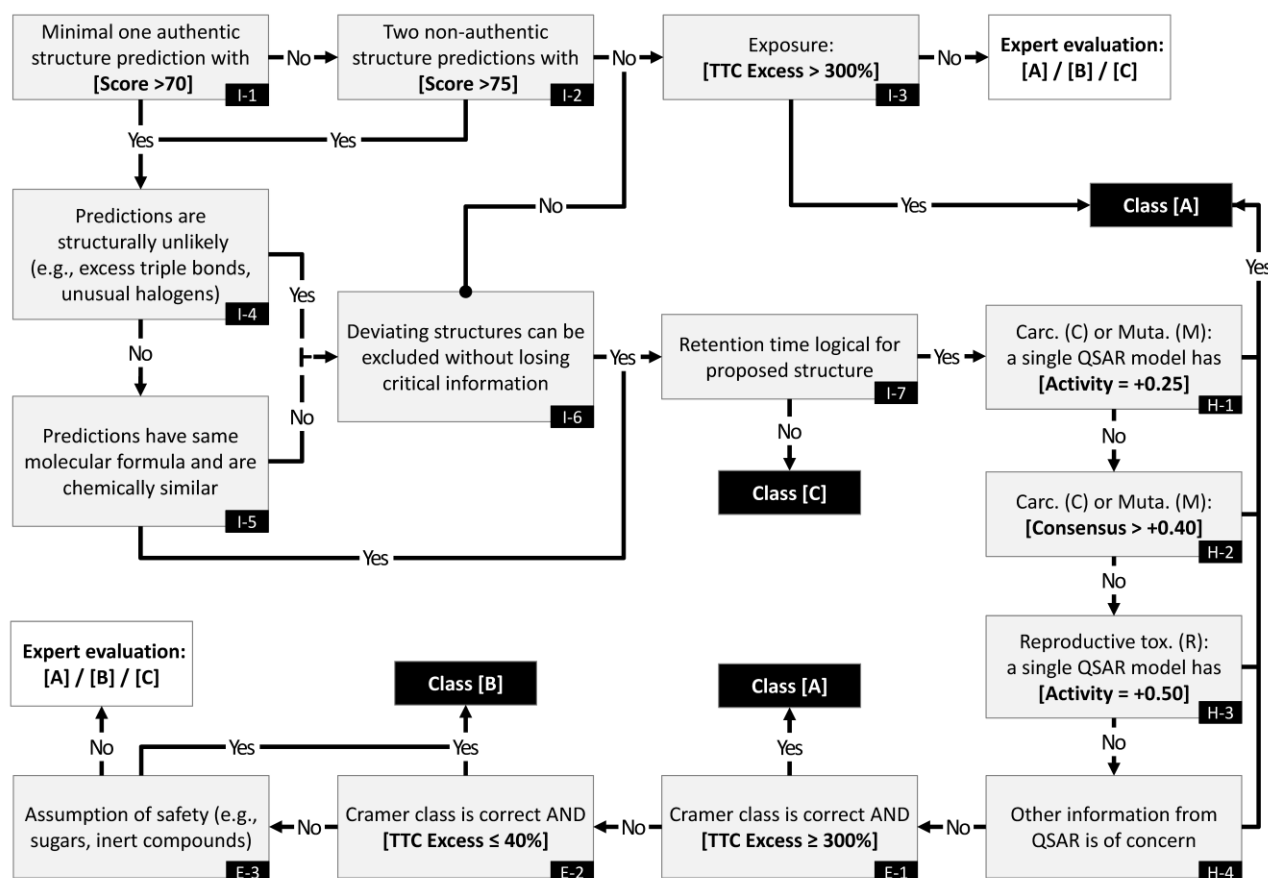 Minimal one authentic
structure prediction with
[Score >70]
I-1
No
Two non-authentic
structure predictions with
[Score >75]
I-2
No
Exposure:
[TTC Excess > 300%]
I-3
No
Expert evaluation:
[A] / [B] / [C]
Yes
Yes
No
Yes
Class [A]
Predictions are
structurally unlikely
(e.g., excess triple bonds,
unusual halogens)
I-4
Yes
No
No
Predictions have same
molecular formula and are
chemically similar
I-5
Yes
Deviating structures can be
excluded without losing
critical information
I-6
Yes
Retention time logical for
proposed structure
I-7
Yes
No
Class [C]
Carc. (C) or Muta. (M):
a single QSAR model has
[Activity = +0.25]
H-1
Yes
No
Carc. (C) or Muta. (M):
[Consensus > +0.40]
H-2
No
Reproductive tox. (R):
a single QSAR model has
[Activity = +0.50]
H-3
No
Other information from
QSAR is of concern
H-4
No
Cramer class is correct AND
[TTC Excess ≥ 300%]
E-1
Yes
Class [A]
No
Cramer class is correct AND
[TTC Excess ≤ 40%]
E-2
Yes
Class [B]
No
Assumption of safety (e.g.,
sugars, inert compounds)
E-3
Yes
No
Expert evaluation:
[A] / [B] / [C]